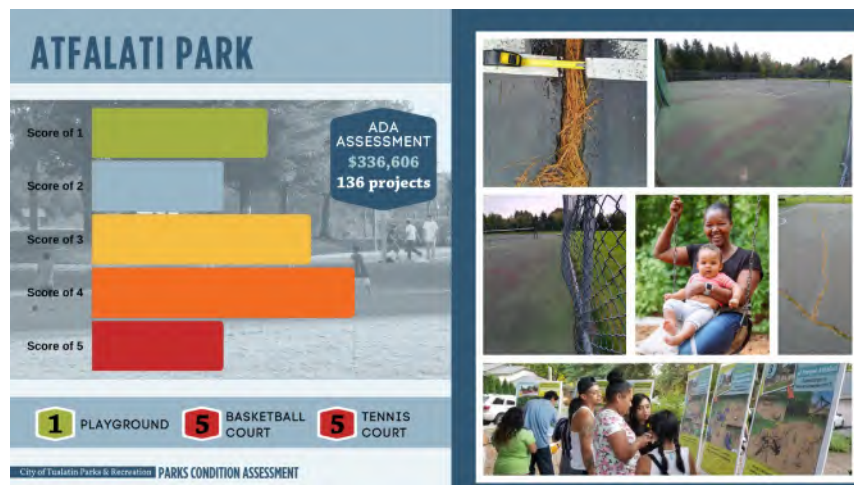 ATFALATI PARK
Score of 1
Score of 2
Score of 3
Score of 4
Score of 5
ADA
ASSESSMENT
$336,606
136 projects
1 PLAYGROUND
5 BASKETBALL
COURT
5 TENNIS
COURT
City of Tualatin Parks & Recreation PARKS CONDITION ASSESSMENT